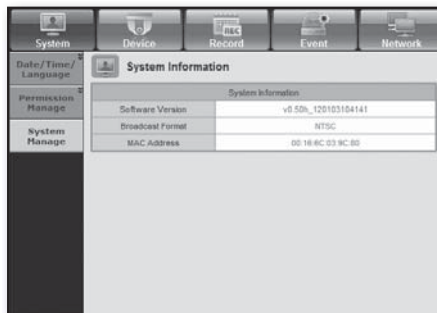 System
Device
Record
Event
Network
Date/Time/
Language
Permission
Manage
System
Manage
System Information
System Information
Software Version
v0.50h_120103104141
Broadcast Format
NTSC
MAC Address
00:16:6C:03:9C:80